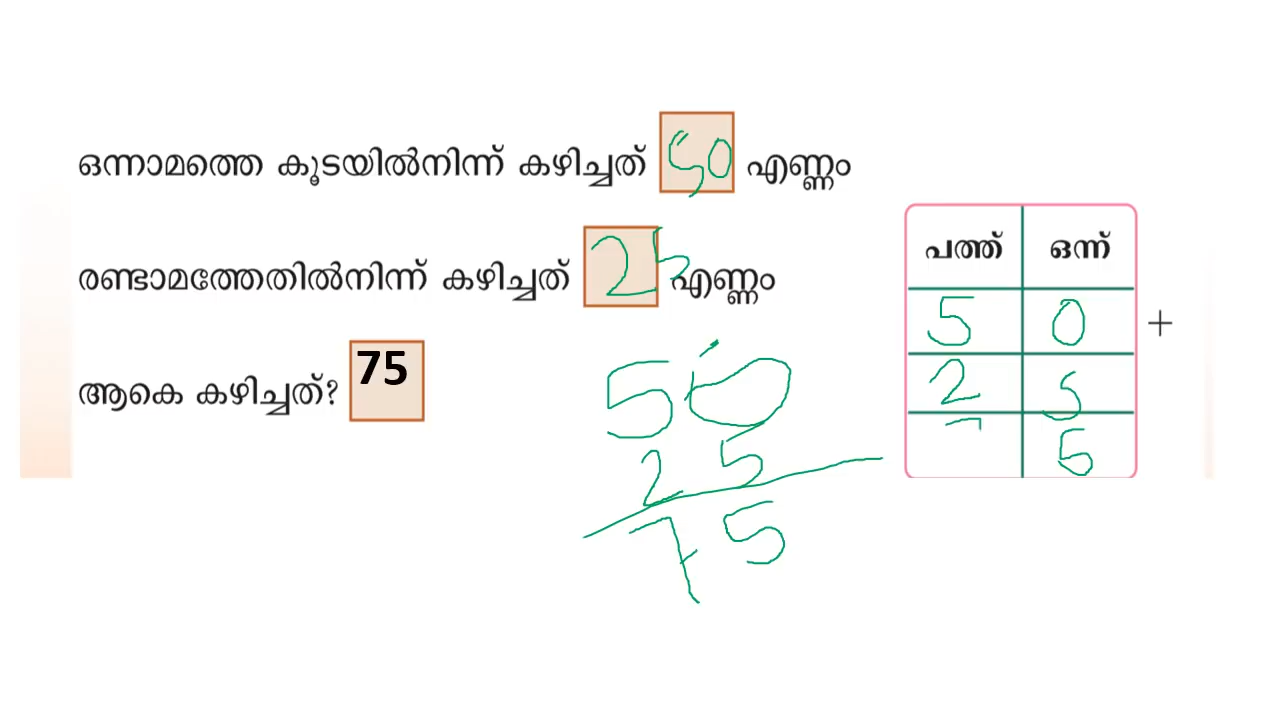 ഒന്നാമത്തെ കൂടയിൽനിന്ന് കഴിച്ചത് 50 എണ്ണം
രണ്ടാമത്തേതിൽനിന്ന് കഴിച്ചത് 25 എണ്ണം
ആകെ കഴിച്ചത്? 75
50
25
75
പത്ത് ഒന്ന്
5 0 +
2 5
7 5